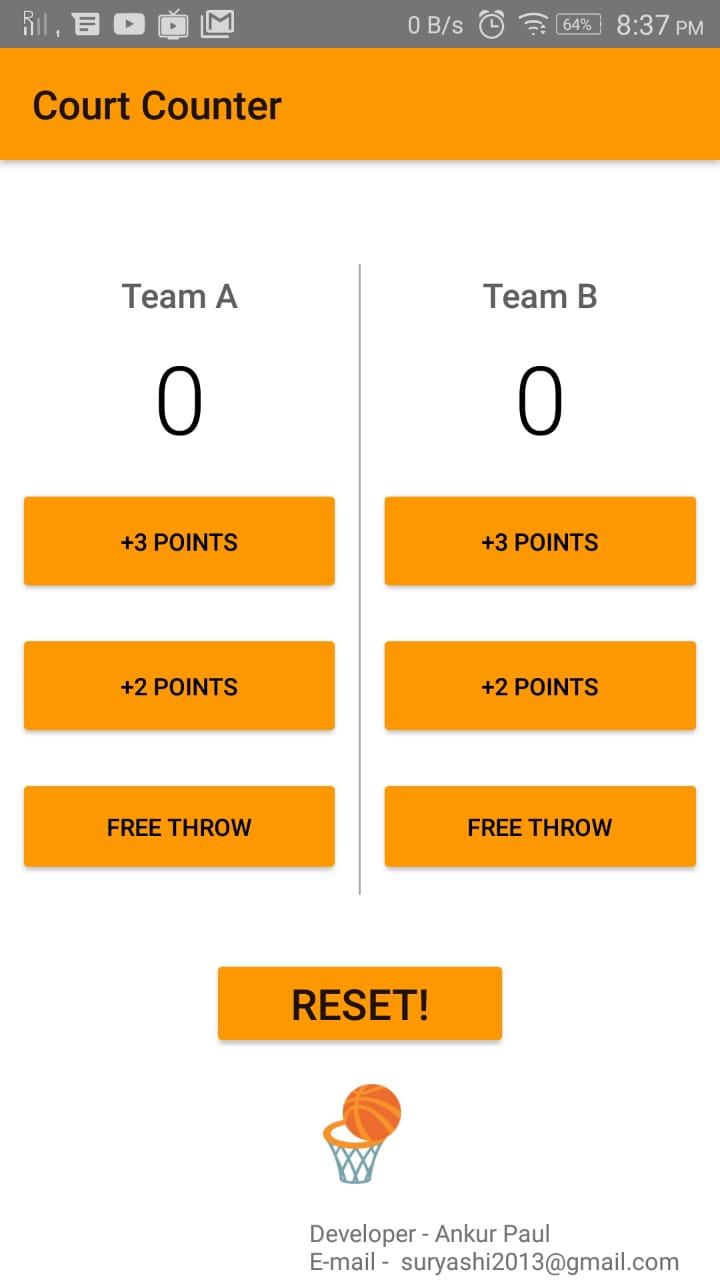 0 B/s 64% 8:37 PM
Court Counter
Team A
Team B
0
0
+3 POINTS
+3 POINTS
+2 POINTS
+2 POINTS
FREE THROW
FREE THROW
RESET!
Developer - Ankur Paul
E-mail - suryashi2013@gmail.com